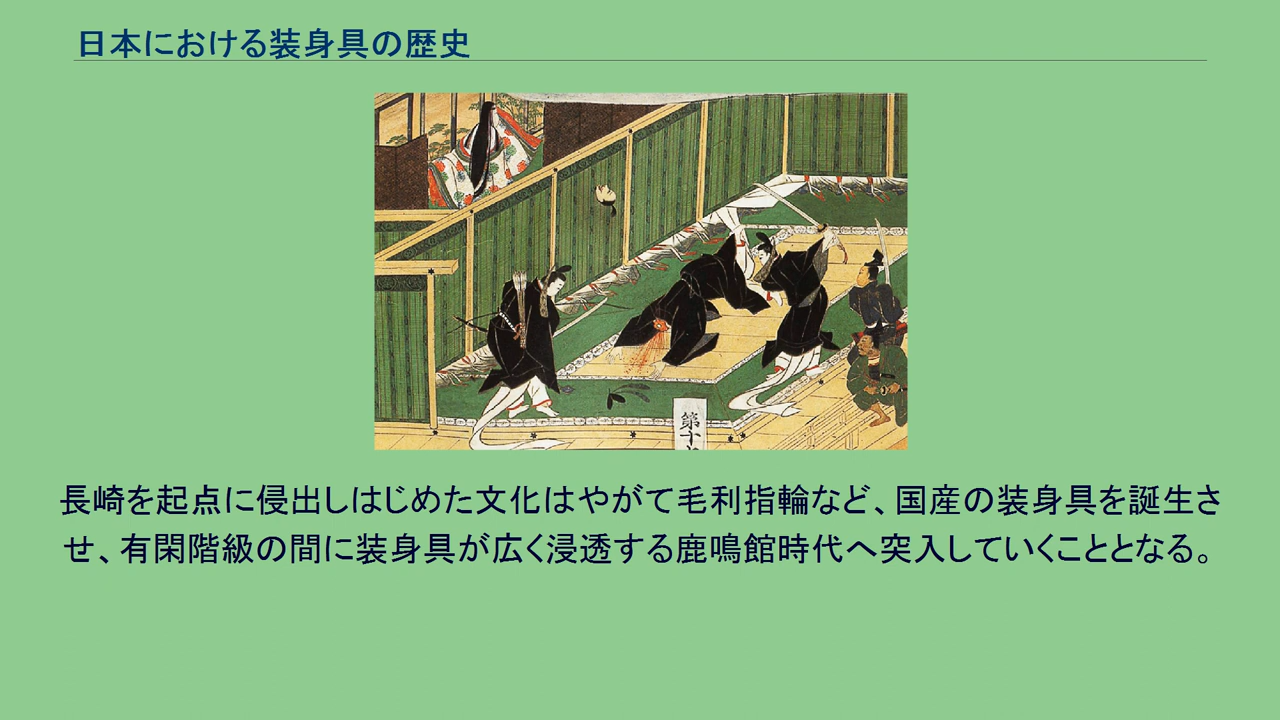 日本における装身具の歴史
第十
長崎を起点に侵出しはじめた文化はやがて毛利指輪など、国産の装身具を誕生さ
せ、有閑階級の間に装身具が広く浸透する鹿鳴館時代へ突入していくこととなる。